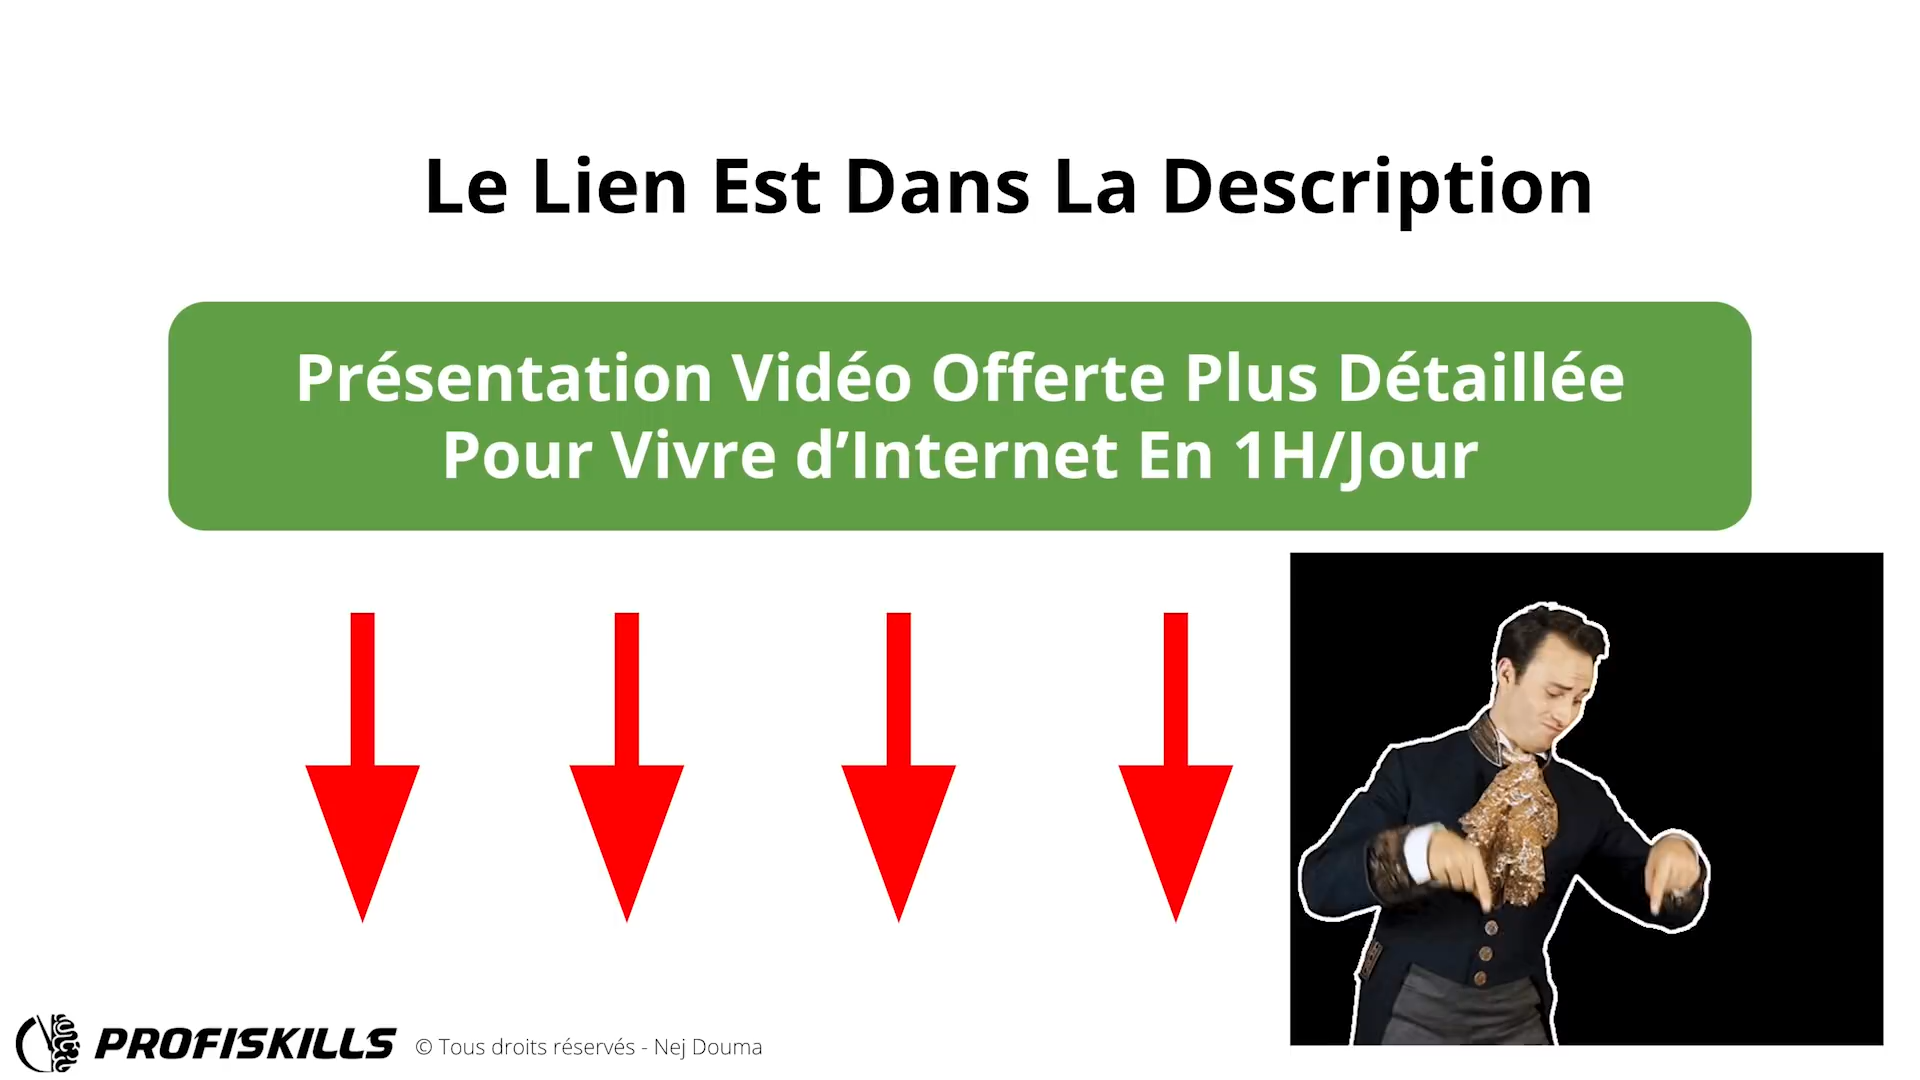 Le Lien Est Dans La Description
Présentation Vidéo Offerte Plus Détaillée
Pour Vivre d’Internet En 1H/Jour
PROFISKILLS © Tous droits réservés - Nej Douma